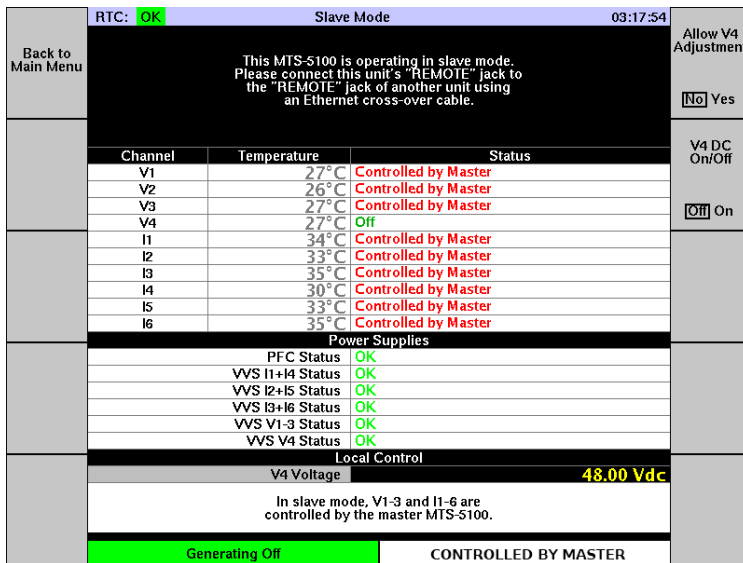 RTC: OK Slave Mode 03:17:54
Back to
Main Menu
This MTS-5100 is operating in slave mode.
Please connect this unit's "REMOTE" jack to
the "REMOTE" jack of another unit using
an Ethernet cross-over cable.
Allow V4
Adjustmen
No Yes
V4 DC
On/Off
Off On
Channel Temperature Status
V1 27°C Controlled by Master
V2 26°C Controlled by Master
V3 27°C Controlled by Master
V4 27°C Off
I1 34°C Controlled by Master
I2 33°C Controlled by Master
I3 35°C Controlled by Master
I4 30°C Controlled by Master
I5 33°C Controlled by Master
I6 35°C Controlled by Master
Power Supplies
PFC Status OK
VVS I1+I4 Status OK
VVS I2+I5 Status OK
VVS I3+I6 Status OK
VVS V1-3 Status OK
VVS V4 Status OK
Local Control
V4 Voltage 48.00 Vdc
In slave mode, V1-3 and I1-6 are
controlled by the master MTS-5100.
Generating Off CONTROLLED BY MASTER